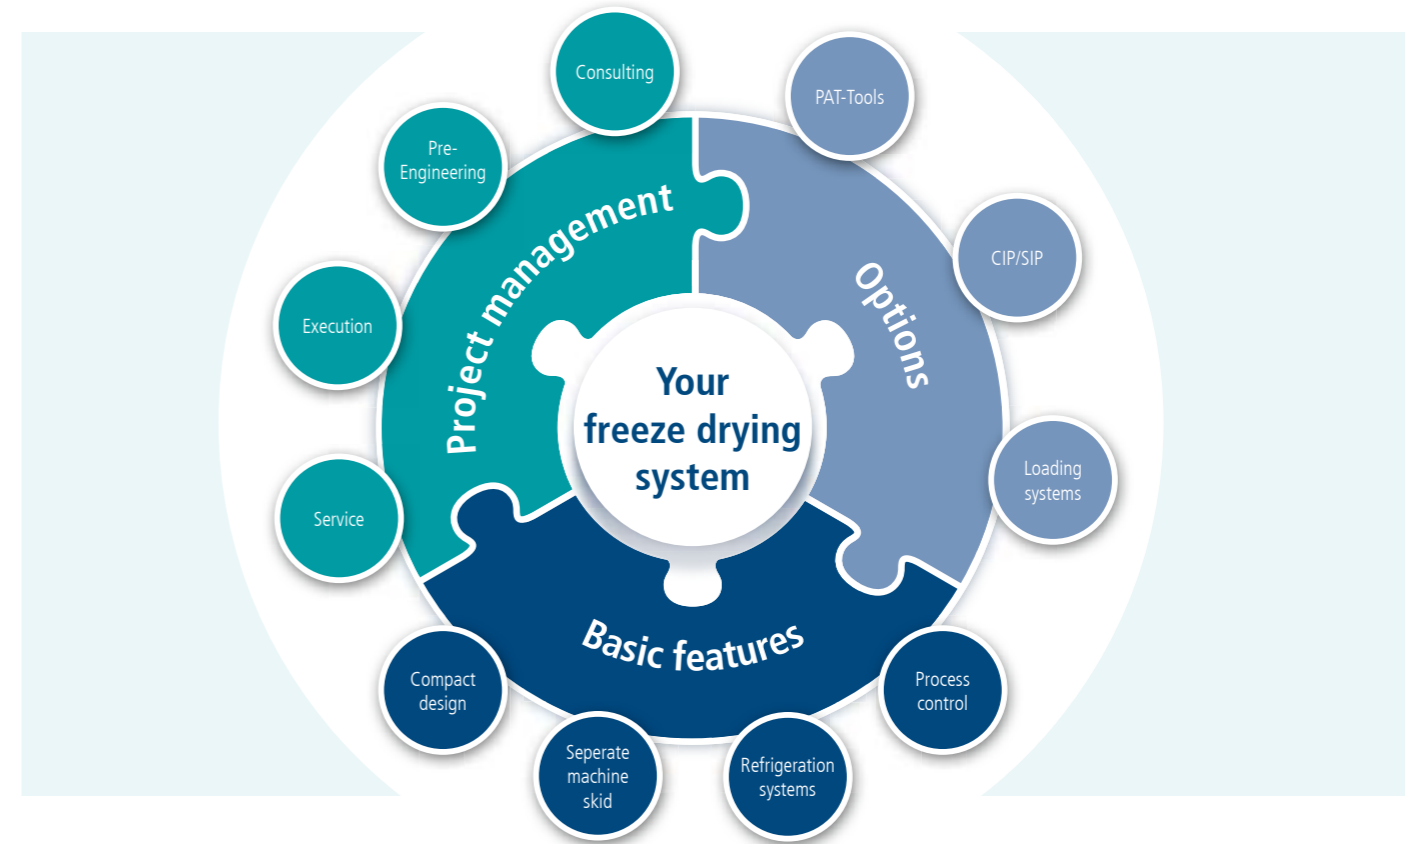 Consulting
PAT-Tools
Pre-
Engineering
CIP/SIP
Execution
Loading
systems
Service
Project management
Options
Your
freeze drying
system
Basic features
Compact
design
Seperate
machine
skid
Refrigeration
systems
Process
control